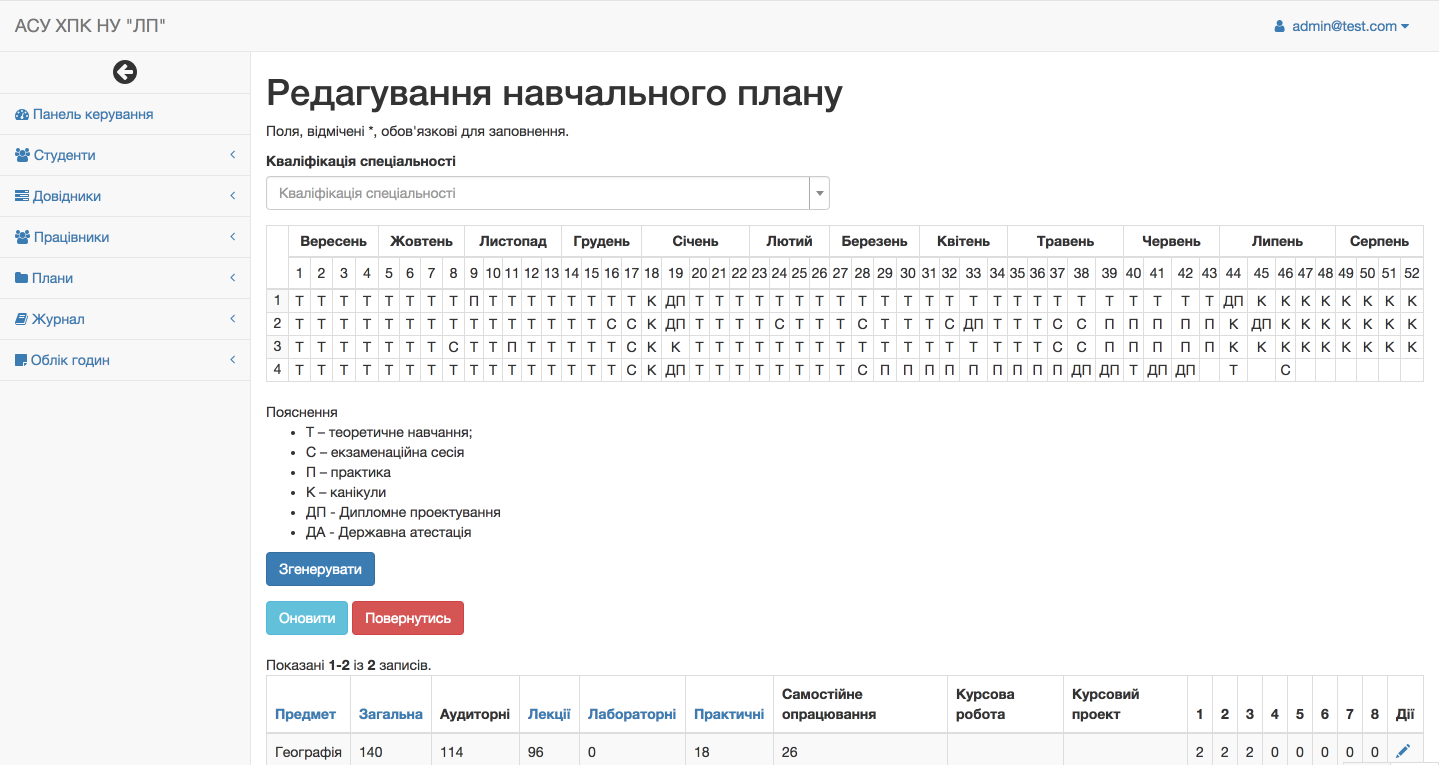 АСУ ХПК НУ "ЛП"
admin@test.com
Панель керування
Студенти
Довідники
Працівники
Плани
Журнал
Облік годин
Редагування навчального плану
Поля, відмічені *, обов'язкові для заповнення.
Кваліфікація спеціальності
Кваліфікація спеціальності
Вересень Жовтень Листопад Грудень Січень Лютий Березень Квітень Травень Червень Липень Серпень
1 2 3 4 5 6 7 8 9 10 11 12 13 14 15 16 17 18 19 20 21 22 23 24 25 26 27 28 29 30 31 32 33 34 35 36 37 38 39 40 41 42 43 44 45 46 47 48 49 50 51 52
1 Т Т Т Т Т Т Т Т П Т Т Т Т Т Т Т Т К ДП Т Т Т Т Т Т Т Т Т Т Т Т Т Т Т Т Т Т Т Т Т Т Т Т ДП К К К К К К К К
2 Т Т Т Т Т Т Т Т Т Т Т Т Т Т Т С С К ДП Т Т Т Т С Т Т Т С Т Т Т С ДП Т Т Т С С П П П П П К ДП К К К К К К К
3 Т Т Т Т Т Т Т С Т Т П Т Т Т Т Т С К К Т Т Т Т Т Т Т Т Т Т Т Т Т Т Т Т Т С С П П П П П К К К К К К К К К
4 Т Т Т Т Т Т Т Т Т Т Т Т Т Т Т Т С К ДП Т Т Т Т Т Т Т Т С П П П П П П П П П ДП ДП Т ДП ДП Т С
Пояснення
• Т – теоретичне навчання;
• С – екзаменаційна сесія
• П – практика
• К – канікули
• ДП - Дипломне проектування
• ДА - Державна атестація
Згенерувати
Оновити Повернутись
Показані 1-2 із 2 записів.
Предмет Загальна Аудиторні Лекції Лабораторні Практичні Самостійне опрацювання Курсова робота Курсовий проект 1 2 3 4 5 6 7 8 Дії
Географія 140 114 96 0 18 26 2 2 2 0 0 0 0 0